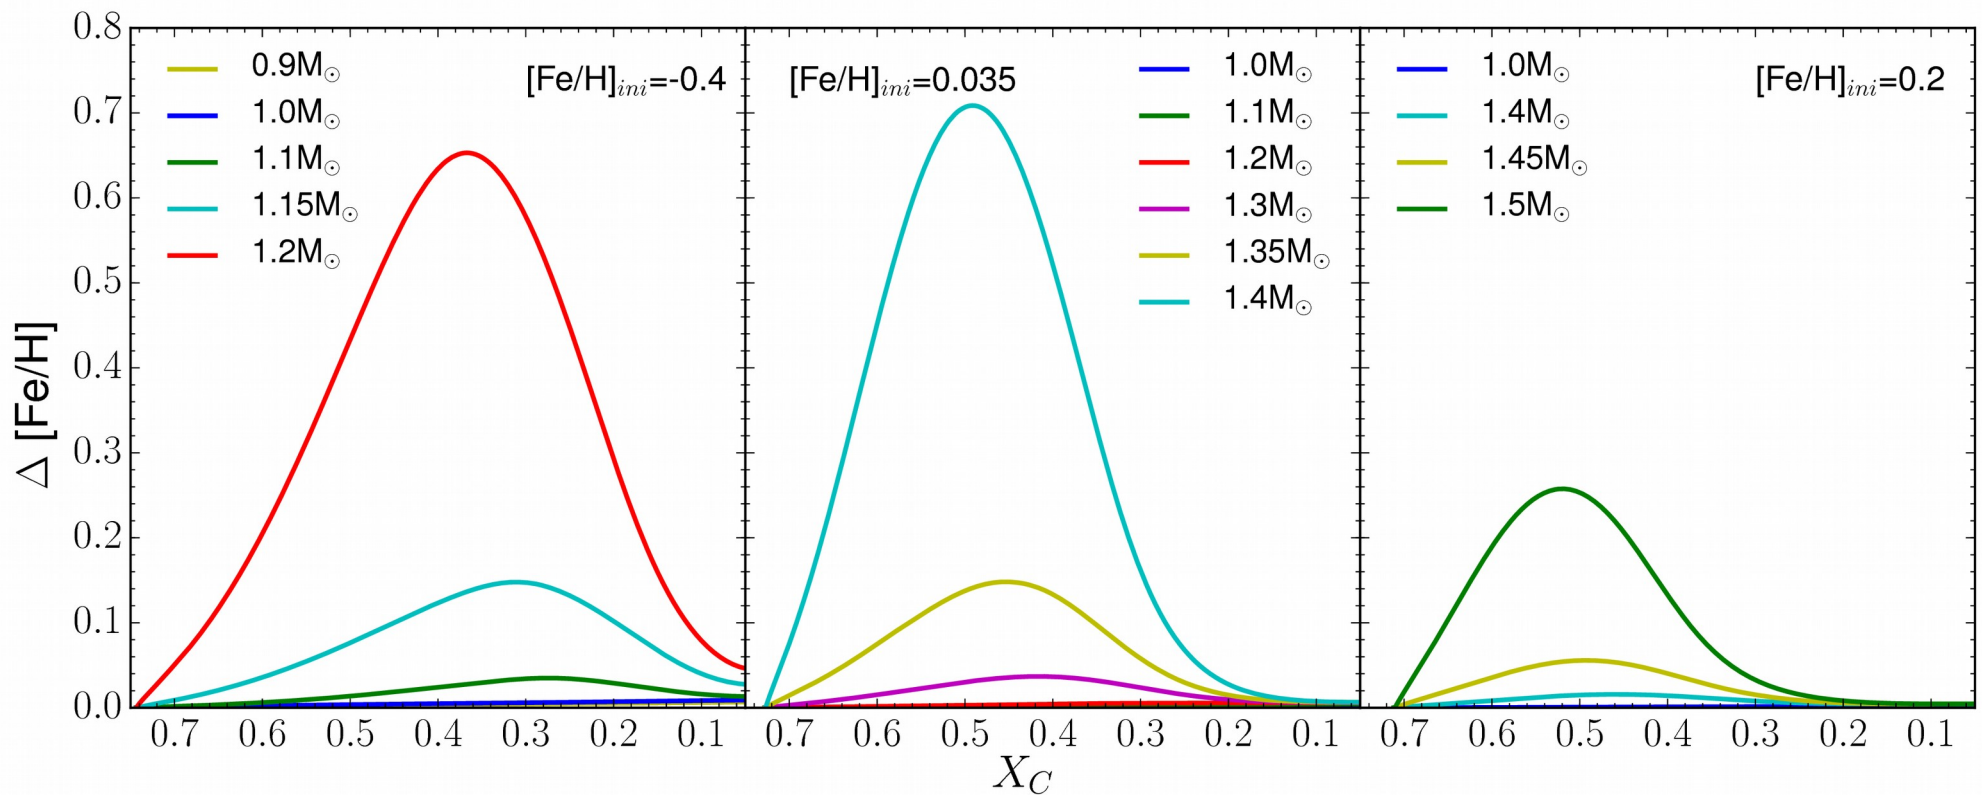 Δ [Fe/H]
0.8
0.7
0.6
0.5
0.4
0.3
0.2
0.1
0.0
0.9M☉
1.0M☉
1.1M☉
1.15M☉
1.2M☉
[Fe/H]ini=-0.4
0.7 0.6 0.5 0.4 0.3 0.2 0.1
[Fe/H]ini=0.035
1.0M☉
1.1M☉
1.2M☉
1.3M☉
1.35M☉
1.4M☉
0.7 0.6 0.5 0.4 0.3 0.2 0.1
1.0M☉
1.4M☉
1.45M☉
1.5M☉
[Fe/H]ini=0.2
0.7 0.6 0.5 0.4 0.3 0.2 0.1
XC